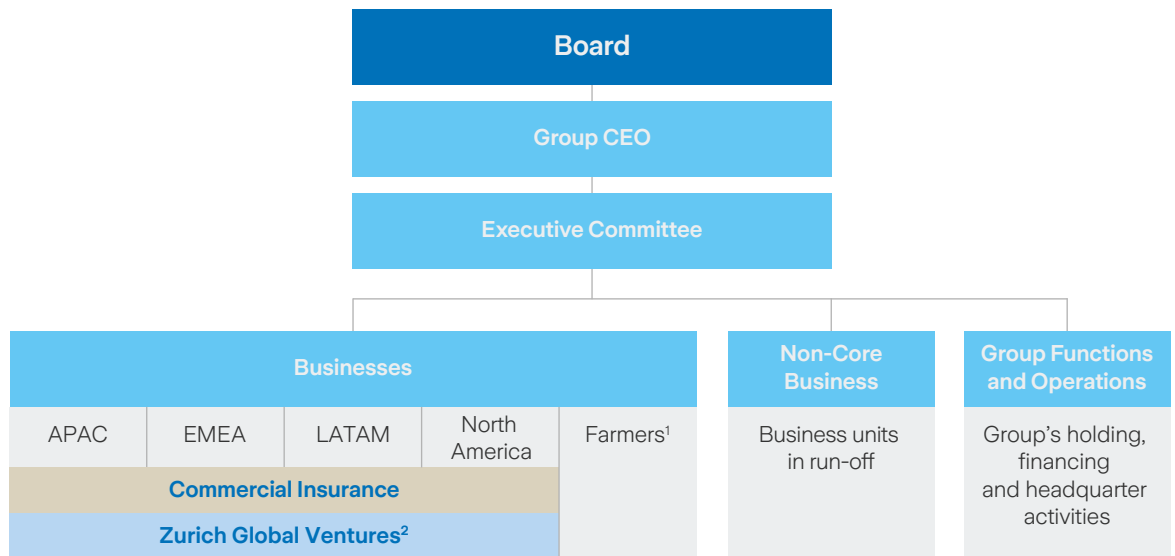 Board
Group CEO
Executive Committee
Businesses
Non-Core
Business
Group Functions
and Operations
APAC
EMEA
LATAM
North
America
Farmers¹
Business units
in run-off
Group’s holding,
financing
and headquarter
activities
Commercial Insurance
Zurich Global Ventures²